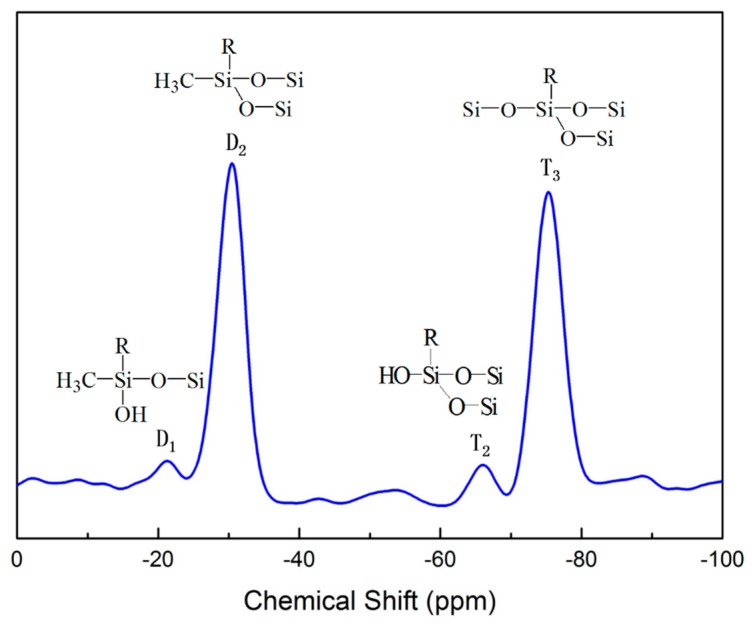 R
H₃C—Si—O—Si
O—Si
D₂
R
Si—O—Si—O—Si
O—Si
T₃
R
H₃C—Si—O—Si
OH
D₁
R
HO—Si—O—Si
O—Si
T₂
0 -20 -40 -60 -80 -100
Chemical Shift (ppm)